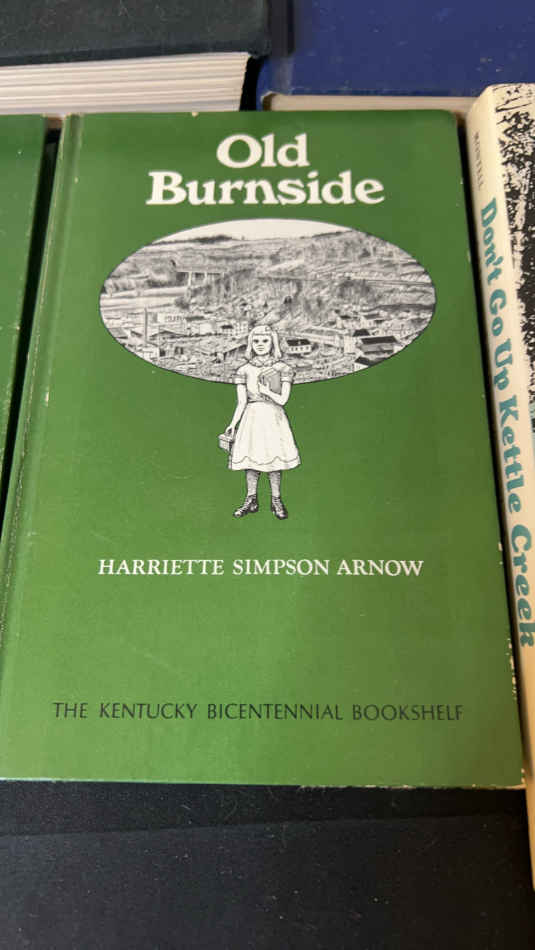 Old
Burnside
HARRIETTE SIMPSON ARNOW
THE KENTUCKY BICENTENNIAL BOOKSHELF
Don't Go Up Kettle Creek